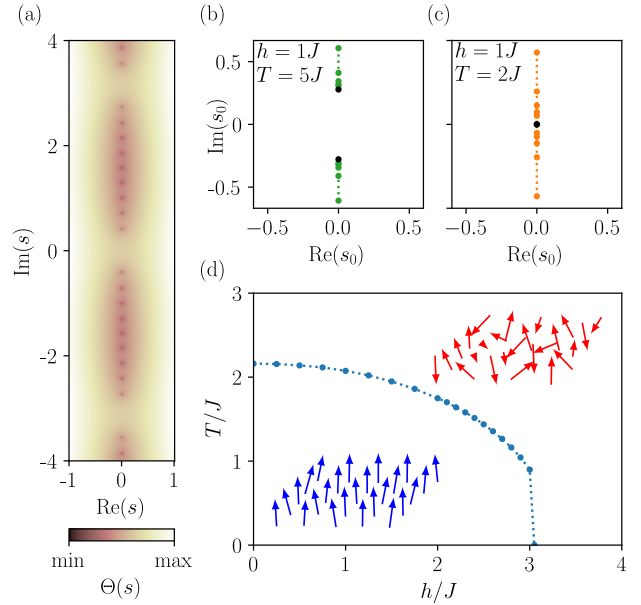 (a)
4
2
0
-2
-4
Im(s)
-1 0 1
Re(s)
min max
Θ(s)
(b)
h = 1J
T = 5J
0.5
0
-0.5
Im(s₀)
−0.5 0.0 0.5
Re(s₀)
(c)
h = 1J
T = 2J
−0.5 0.0 0.5
Re(s₀)
(d)
3
2
1
0
T/J
0 1 2 3 4
h/J